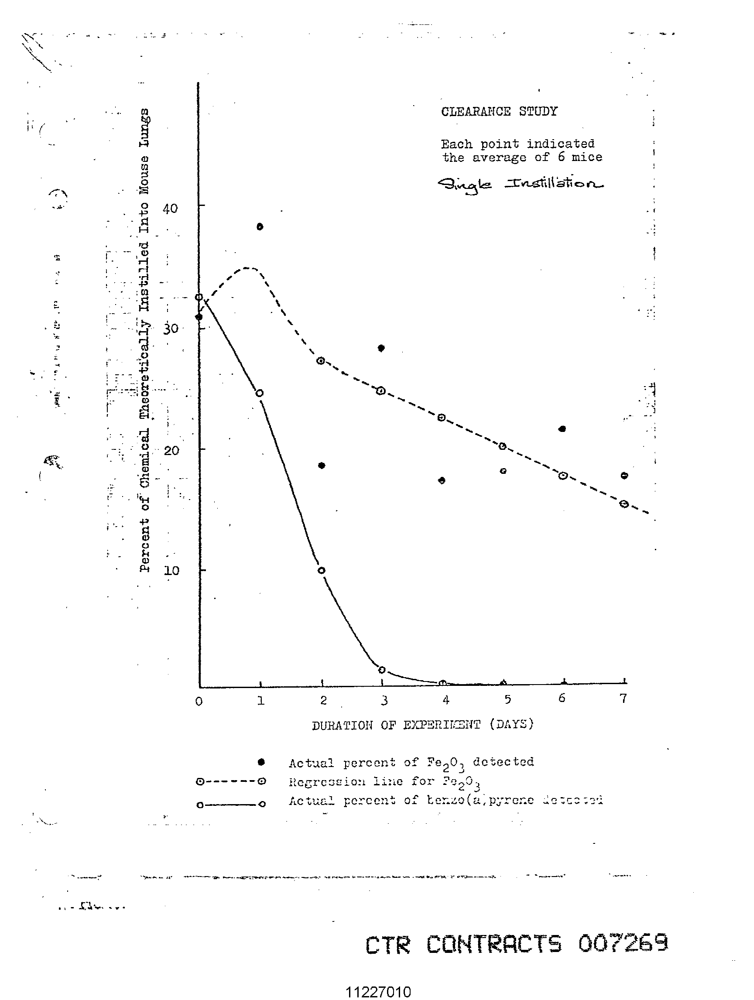 CLEARANCE STUDY
Each point indicated
the average of 6 mice
Single Instillation
Percent of Chemical Theoretically Instilled Into Mouse Lungs
40
30
20
10
0 1 2 3 4 5 6 7
DURATION OF EXPERIMENT (DAYS)
Actual percent of Fe2O3 detected
Regression line for Fe2O3
Actual percent of benzo(a)pyrene detected
CTR CONTRACTS 007269
11227010